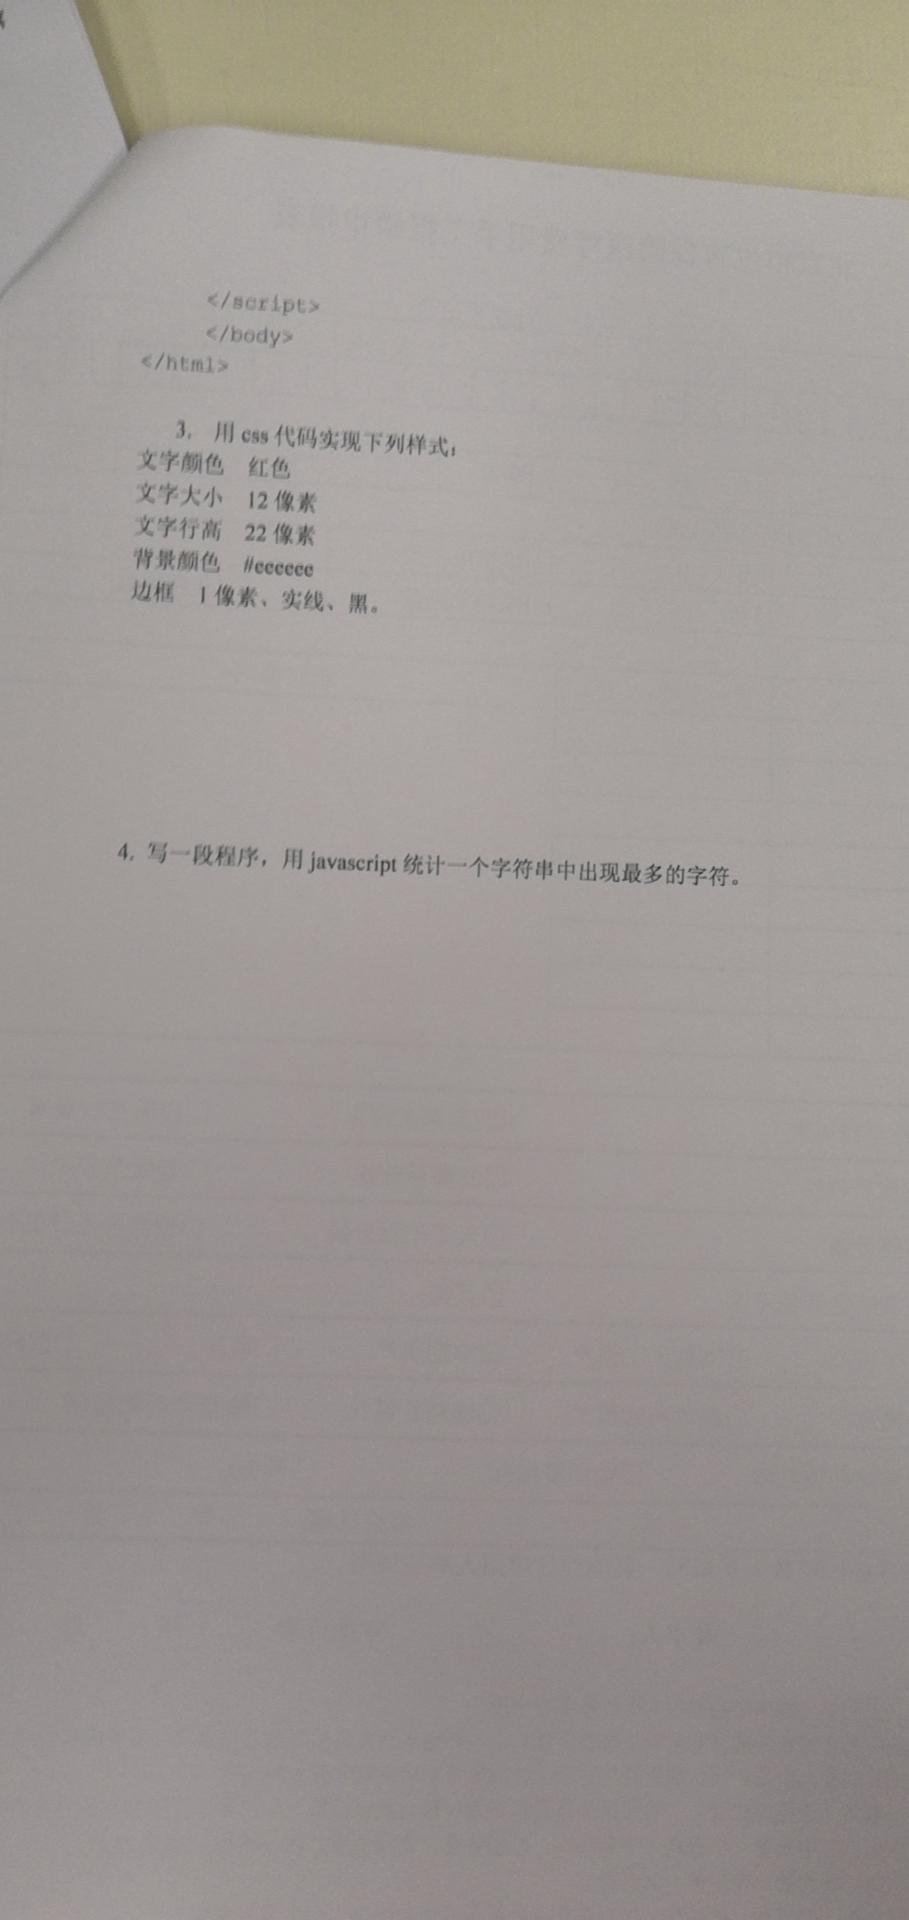 </script>
</body>
</html>
3. 用 css 代码实现下列样式：
文字颜色 红色
文字大小 12 像素
文字行高 22 像素
背景颜色 #eeeeee
边框 1 像素、实线、黑。
4. 写一段程序，用 javascript 统计一个字符串中出现最多的字符。